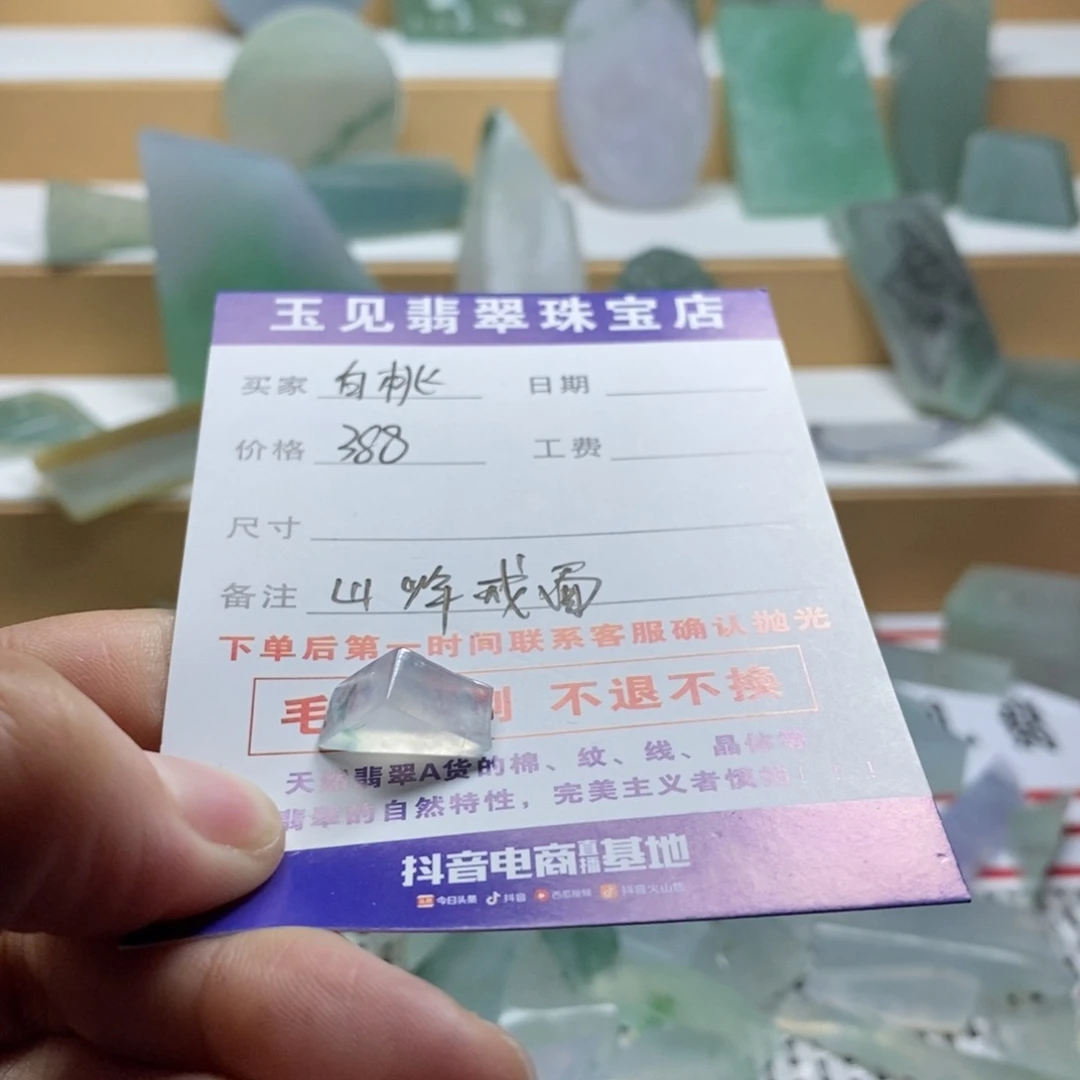 玉见翡翠珠宝店
买家 白桃 日期
价格 388 工费
尺寸
备注 山峰戒面
下单后第一时间联系客服确认抛光
毛 不退不换
天然翡翠A货的棉、纹、线、晶体等
翡翠的自然特性，完美主义者慎拍！！！
抖音电商直播基地
头条 今日头条 抖音 西瓜视频 抖音火山版